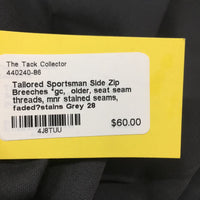 The Tack Collector
440240-86
Tailored Sportsman Side Zip
Breeches *gc, older, seat seam
threads, mnr stained seams,
faded?stains Grey 28
4J8TUU
$60.00